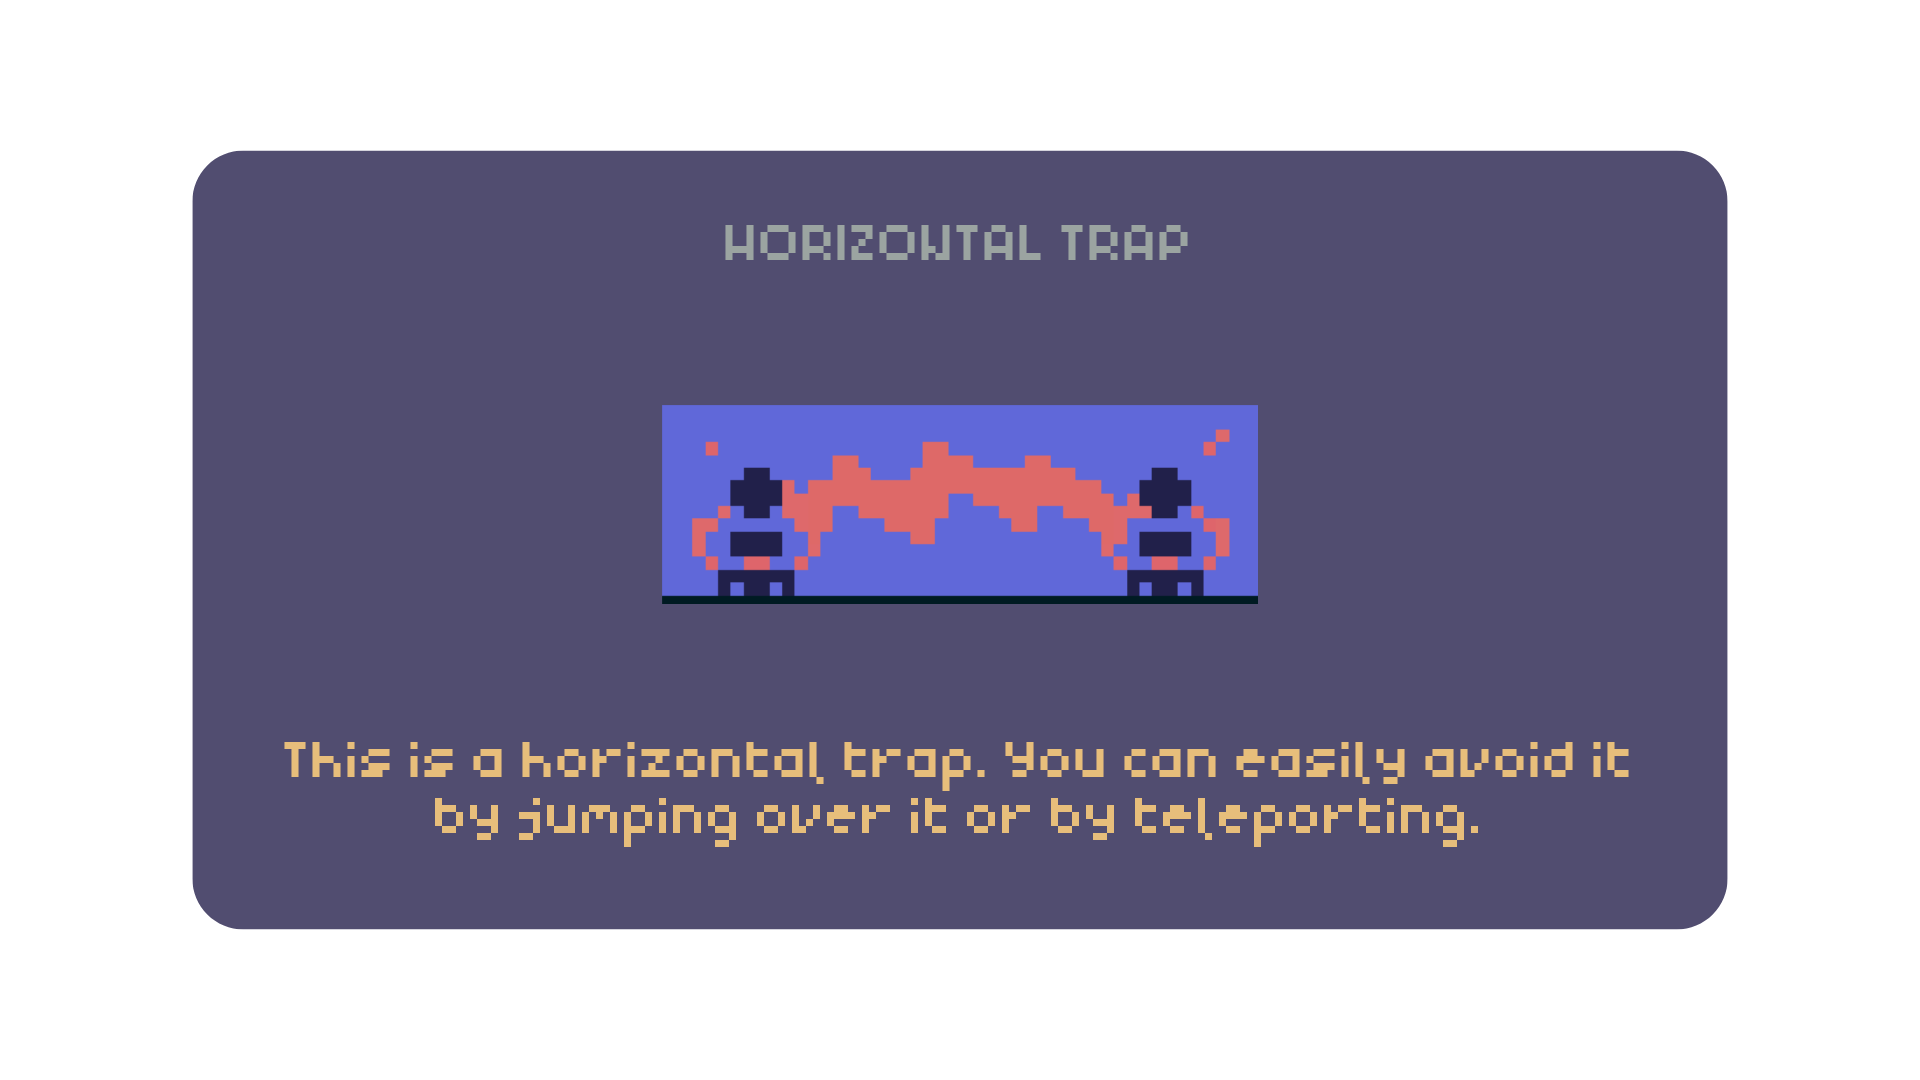 HORIZONTAL TRAP
This is a horizontal trap. You can easily avoid it
by jumping over it or by teleporting.